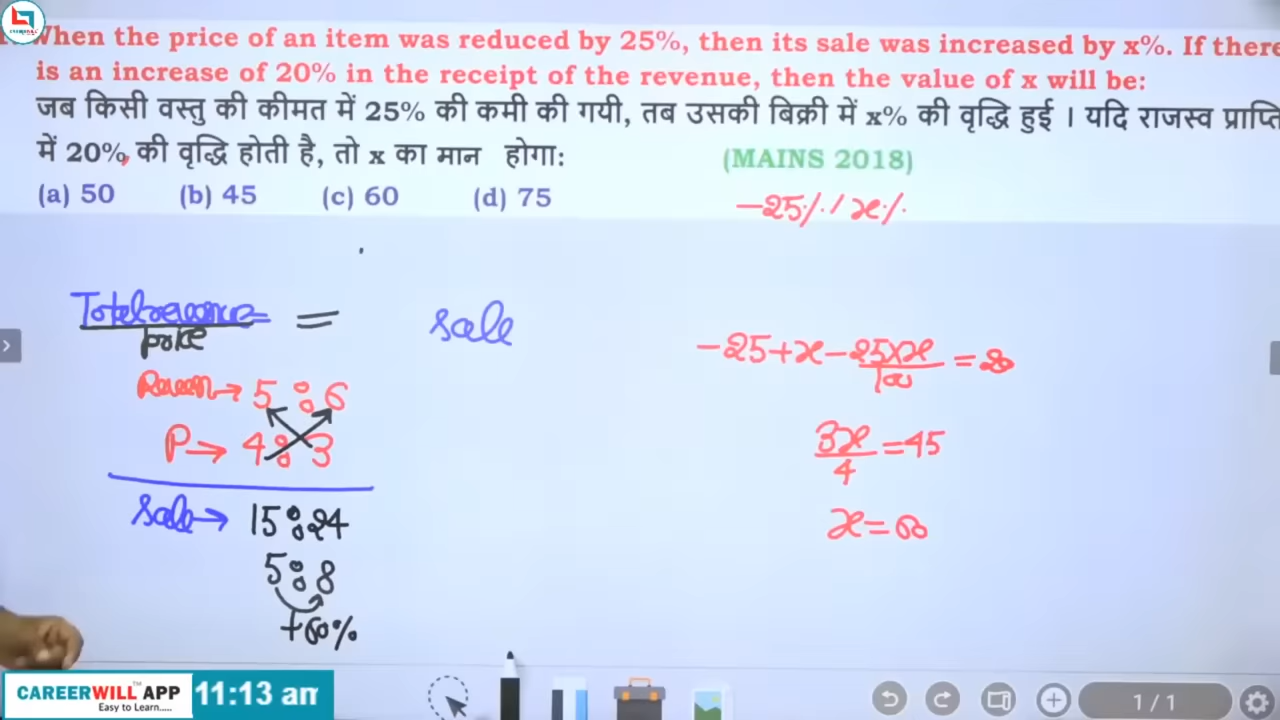 When the price of an item was reduced by 25%, then its sale was increased by x%. If there
is an increase of 20% in the receipt of the revenue, then the value of x will be:
जब किसी वस्तु की कीमत में 25% की कमी की गयी, तब उसकी बिक्री में x% की वृद्धि हुई । यदि राजस्व प्राप्ति
में 20% की वृद्धि होती है, तो x का मान होगा:
(MAINS 2018)
(a) 50 (b) 45 (c) 60 (d) 75
-25% / x%
Total revenue = sale
price
5 : 6
P → 4 : 3
Sale → 15 : 24
5 : 8
+60%
-25+x-25×x = 20
100
3x = 45
4
x = 60
CAREERWILL APP
Easy to Learn.....
11:13 am
1 / 1